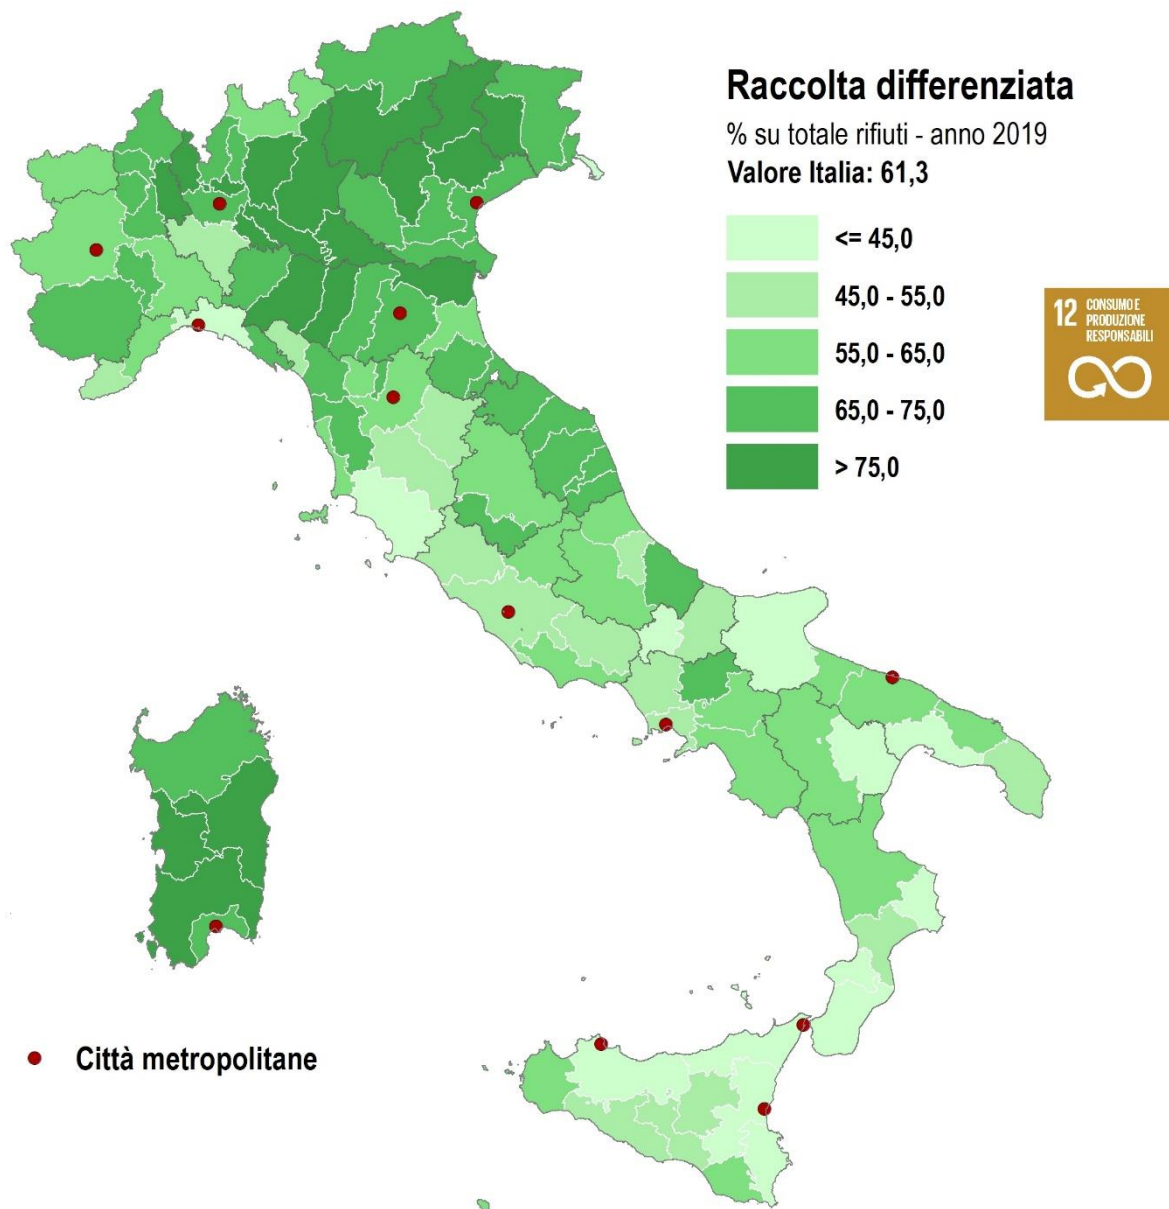 Raccolta differenziata
% su totale rifiuti - anno 2019
Valore Italia: 61,3
<= 45,0
45,0 - 55,0
55,0 - 65,0
65,0 - 75,0
> 75,0
12 CONSUMO E
PRODUZIONE
RESPONSABILI
Città metropolitane